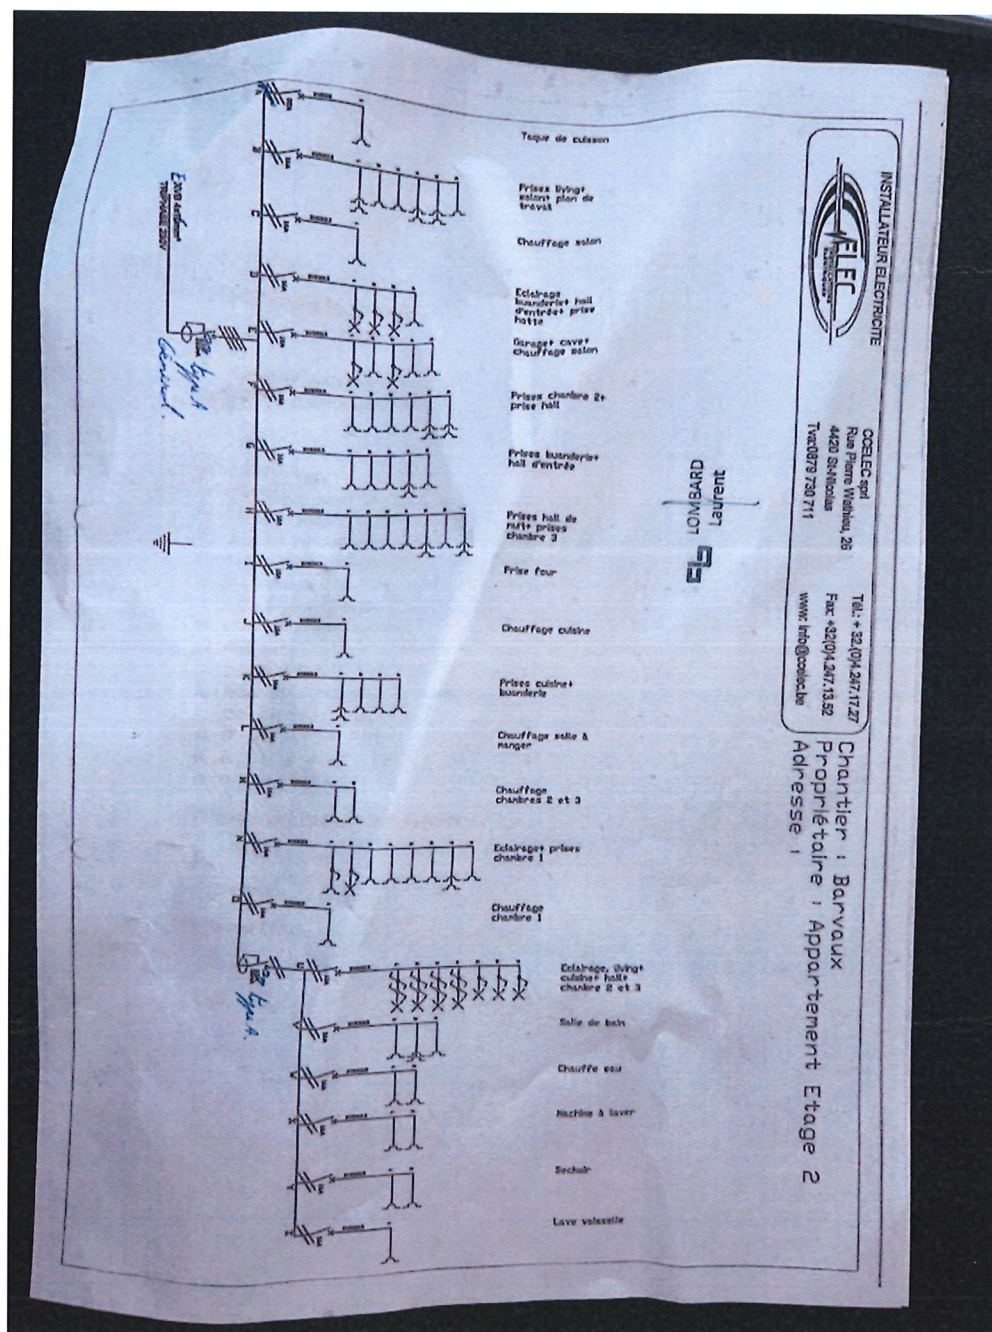 INSTALLATEUR ELECTRICITE
ELEC
CCELEC sprl
Rue Pierre Wathieu, 26
4420 St-Nicolas
Tva:0879 730 711
Tél.: + 32.(0)4.247.17.27
Fax: +32(0)4.247.13.52
www: info@ccelec.be
Chantier : Barvaux
Propriétaire : Appartement Etage 2
Adresse :
Laurent
LOMBARD
Taque de cuisson
Prises living+
salon+ plan de
travail
Chauffage salon
Eclairage
buanderie+ hall
d'entrée+ prise
hotte
Garage+ cave+
chauffage salon
Prises chambre 2+
prise hall
Prises buanderie+
hall d'entrée
Prises hall de
nuit+ prises
chambre 3
Prise four
Chauffage cuisine
Prises cuisine+
buanderie
Chauffage salle à
manger
Chauffage
chambres 2 et 3
Eclairage+ prises
chambre 1
Chauffage
chambre 1
Eclairage, living+
cuisine+ hall+
chambre 2 et 3
Salle de bain
Chauffe eau
Machine à laver
Sechoir
Lave vaisselle
TRIPHASE 230V
type A
Général.
type A.